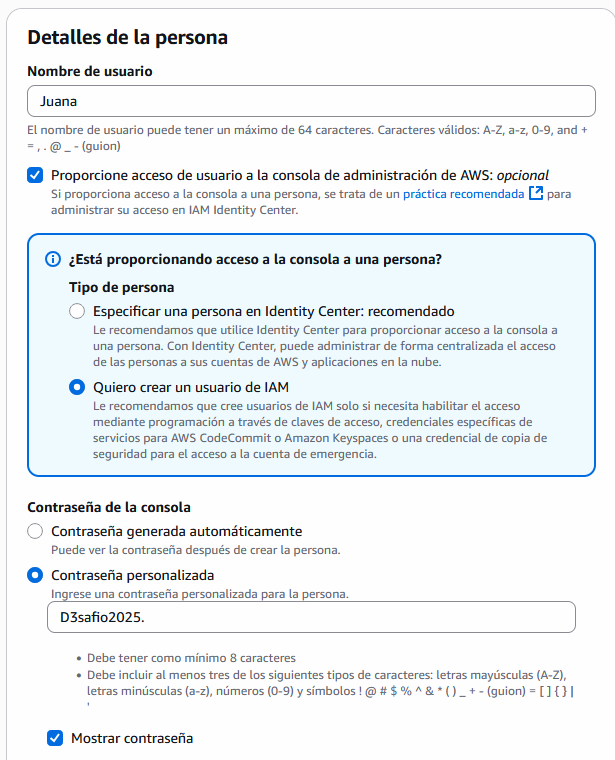 Detalles de la persona
Nombre de usuario
Juana
El nombre de usuario puede tener un máximo de 64 caracteres. Caracteres válidos: A-Z, a-z, 0-9, and +
= , . @ _ - (guion)
Proporcione acceso de usuario a la consola de administración de AWS: opcional
Si proporciona acceso a la consola a una persona, se trata de un práctica recomendada para
administrar su acceso en IAM Identity Center.
¿Está proporcionando acceso a la consola a una persona?
Tipo de persona
Especificar una persona en Identity Center: recomendado
Le recomendamos que utilice Identity Center para proporcionar acceso a la consola a
una persona. Con Identity Center, puede administrar de forma centralizada el acceso
de las personas a sus cuentas de AWS y aplicaciones en la nube.
Quiero crear un usuario de IAM
Le recomendamos que cree usuarios de IAM solo si necesita habilitar el acceso
mediante programación a través de claves de acceso, credenciales específicas de
servicios para AWS CodeCommit o Amazon Keyspaces o una credencial de copia de
seguridad para el acceso a la cuenta de emergencia.
Contraseña de la consola
Contraseña generada automáticamente
Puede ver la contraseña después de crear la persona.
Contraseña personalizada
Ingrese una contraseña personalizada para la persona.
D3safio2025.
• Debe tener como mínimo 8 caracteres
• Debe incluir al menos tres de los siguientes tipos de caracteres: letras mayúsculas (A-Z),
letras minúsculas (a-z), números (0-9) y símbolos ! @ # $ % ^ & * ( ) _ + - (guion) = [ ] { } |
'
Mostrar contraseña